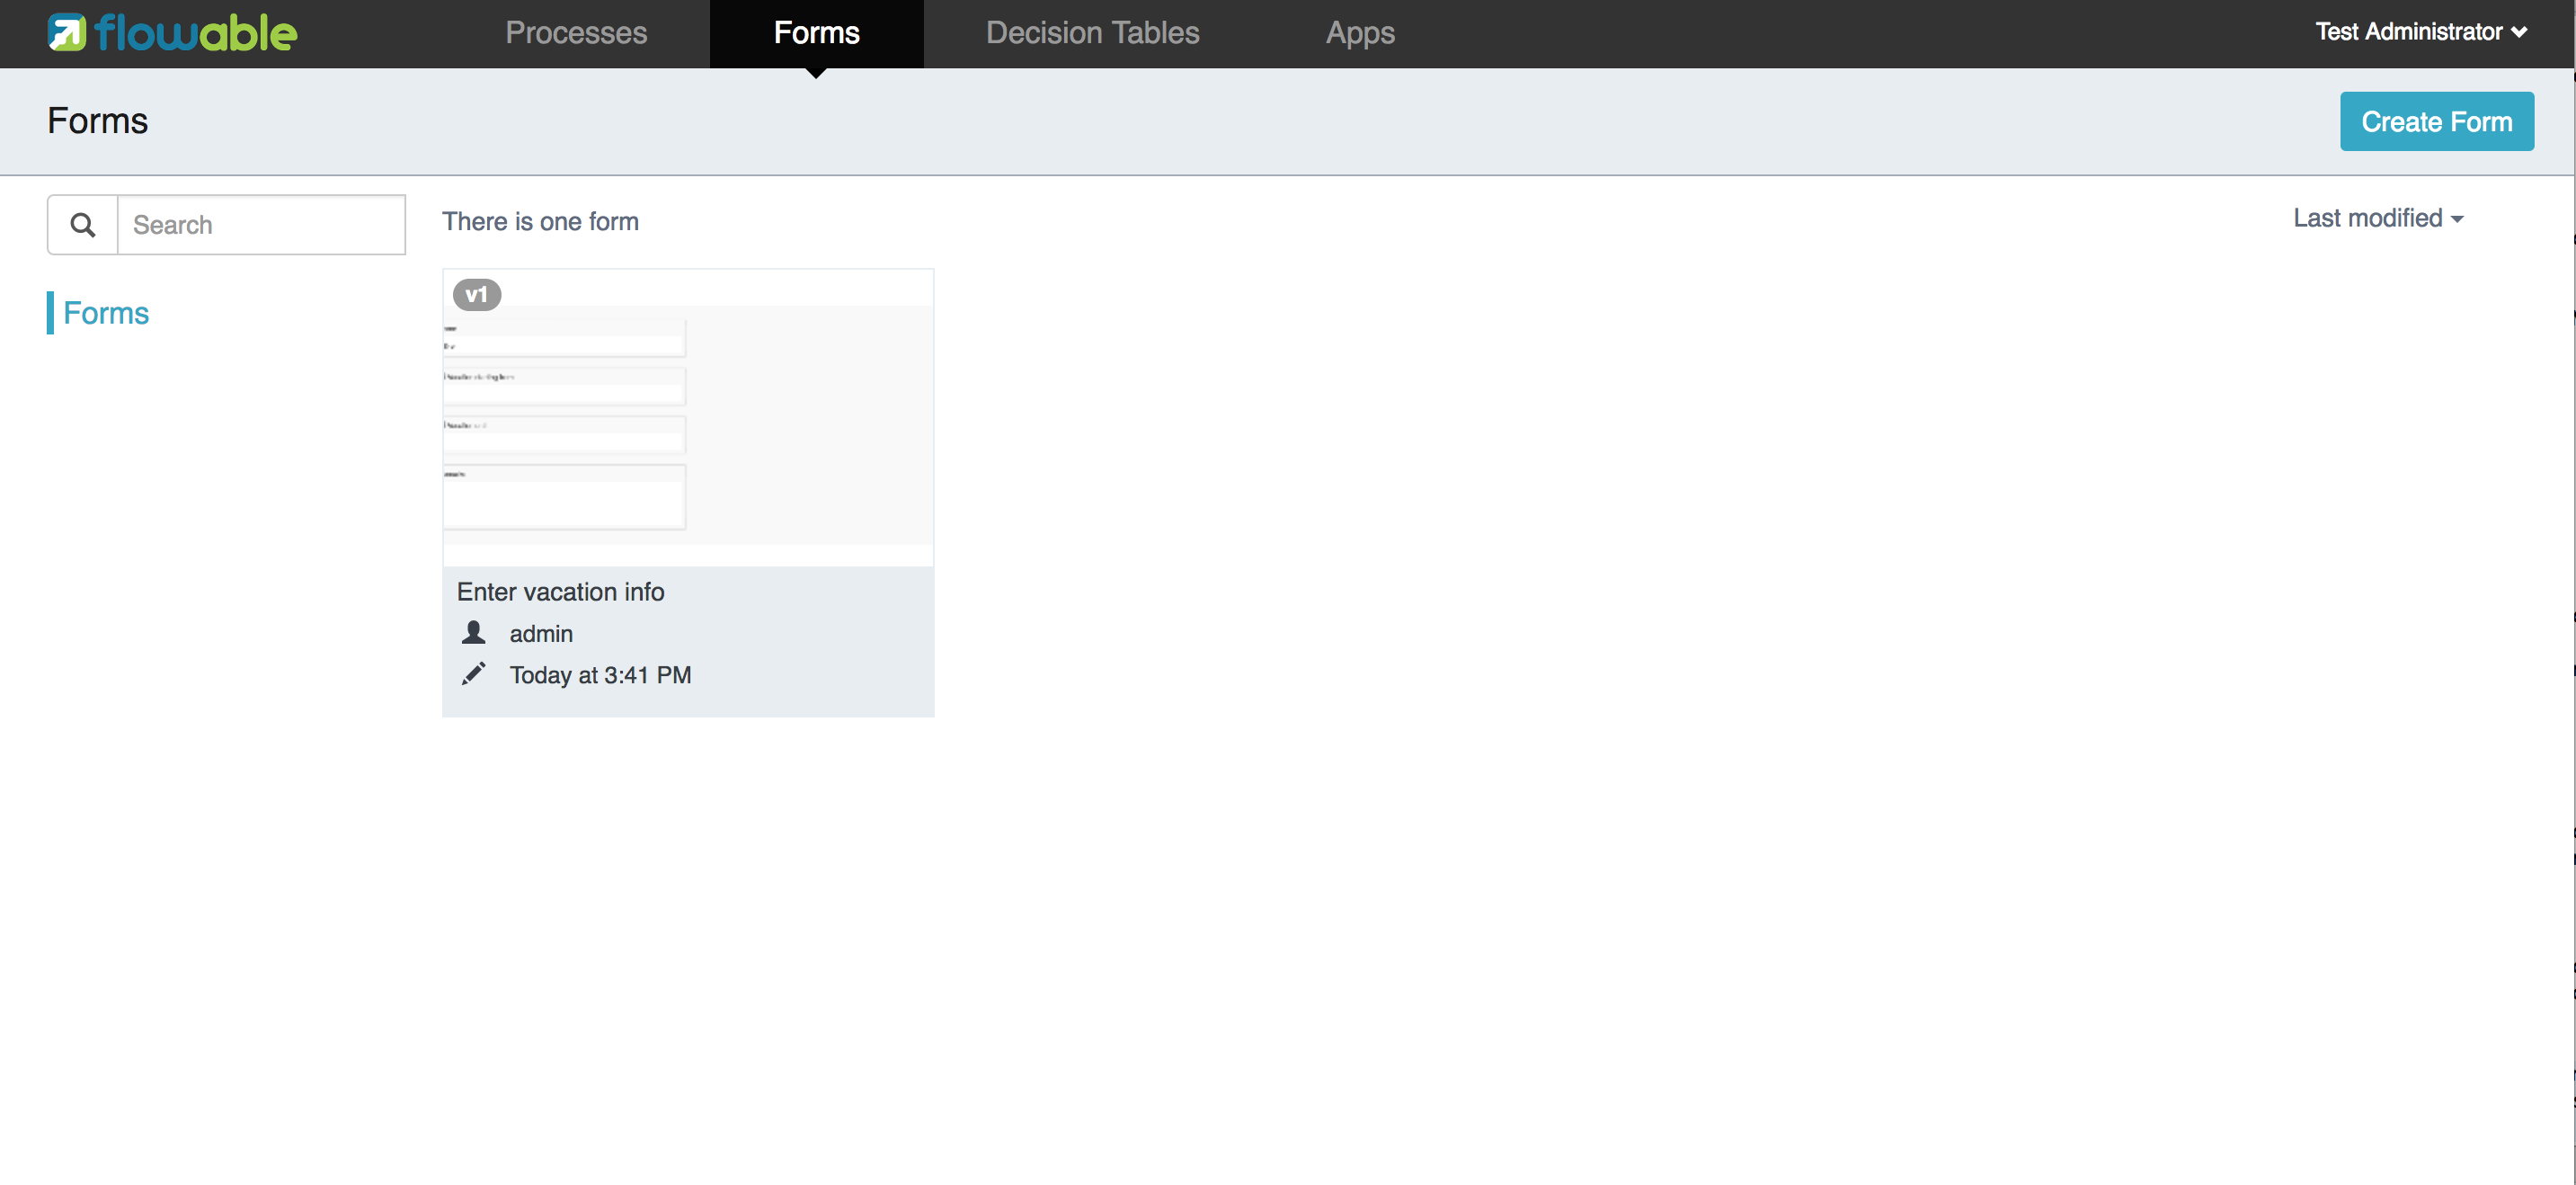 flowable
Processes
Forms
Decision Tables
Apps
Test Administrator
Forms
Create Form
Search
There is one form
Last modified
Forms
v1
Enter vacation info
admin
Today at 3:41 PM